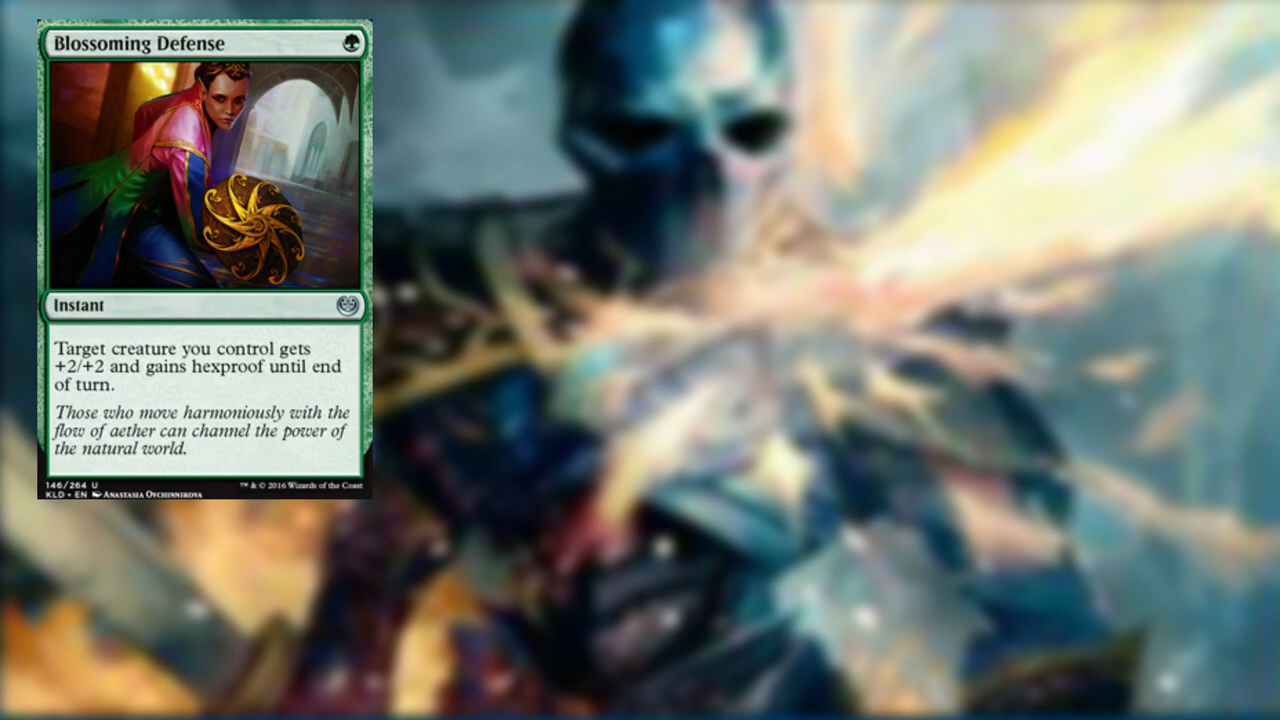 Blossoming Defense
Instant
Target creature you control gets
+2/+2 and gains hexproof until end
of turn.
Those who move harmoniously with the
flow of aether can channel the power of
the natural world.
146/264 U
KLD • EN Anastasia Ovchinnikova
™ & © 2016 Wizards of the Coast